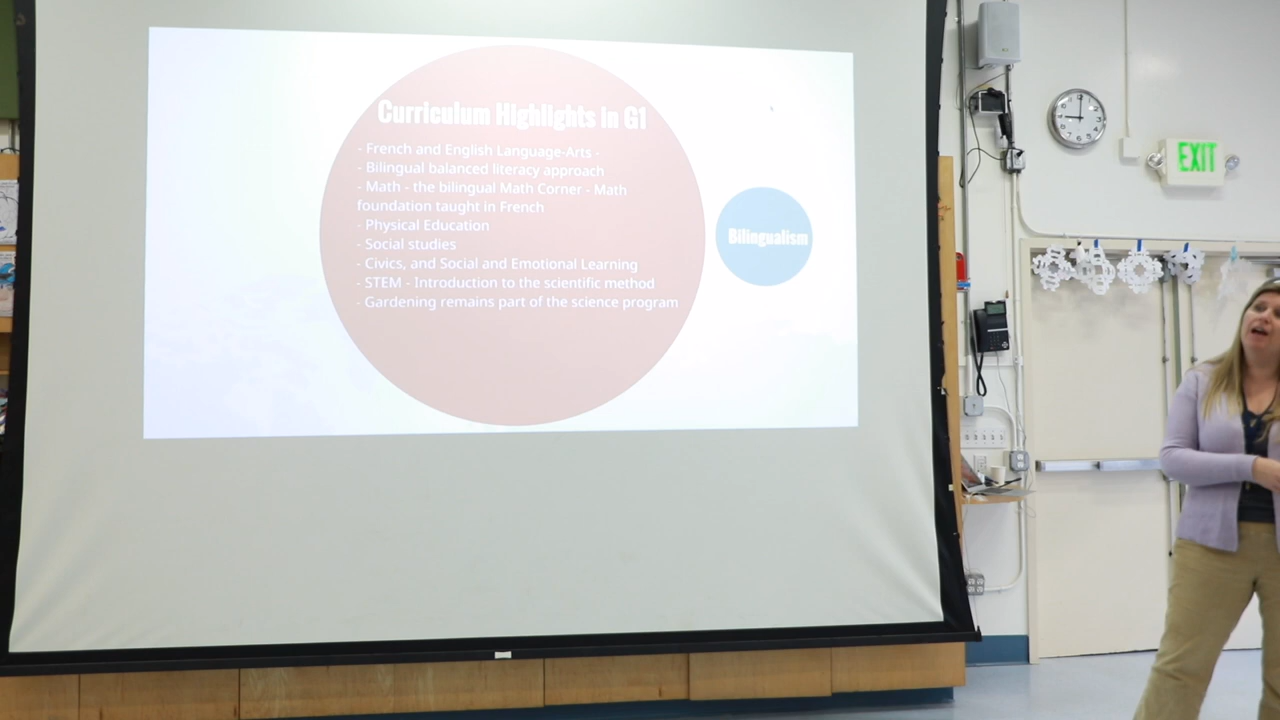 Curriculum Highlights in G1
- French and English Language-Arts -
- Bilingual balanced literacy approach
- Math - the bilingual Math Corner - Math
foundation taught in French
- Physical Education
- Social studies
- Civics, and Social and Emotional Learning
- STEM - Introduction to the scientific method
- Gardening remains part of the science program
Bilingualism
EXIT